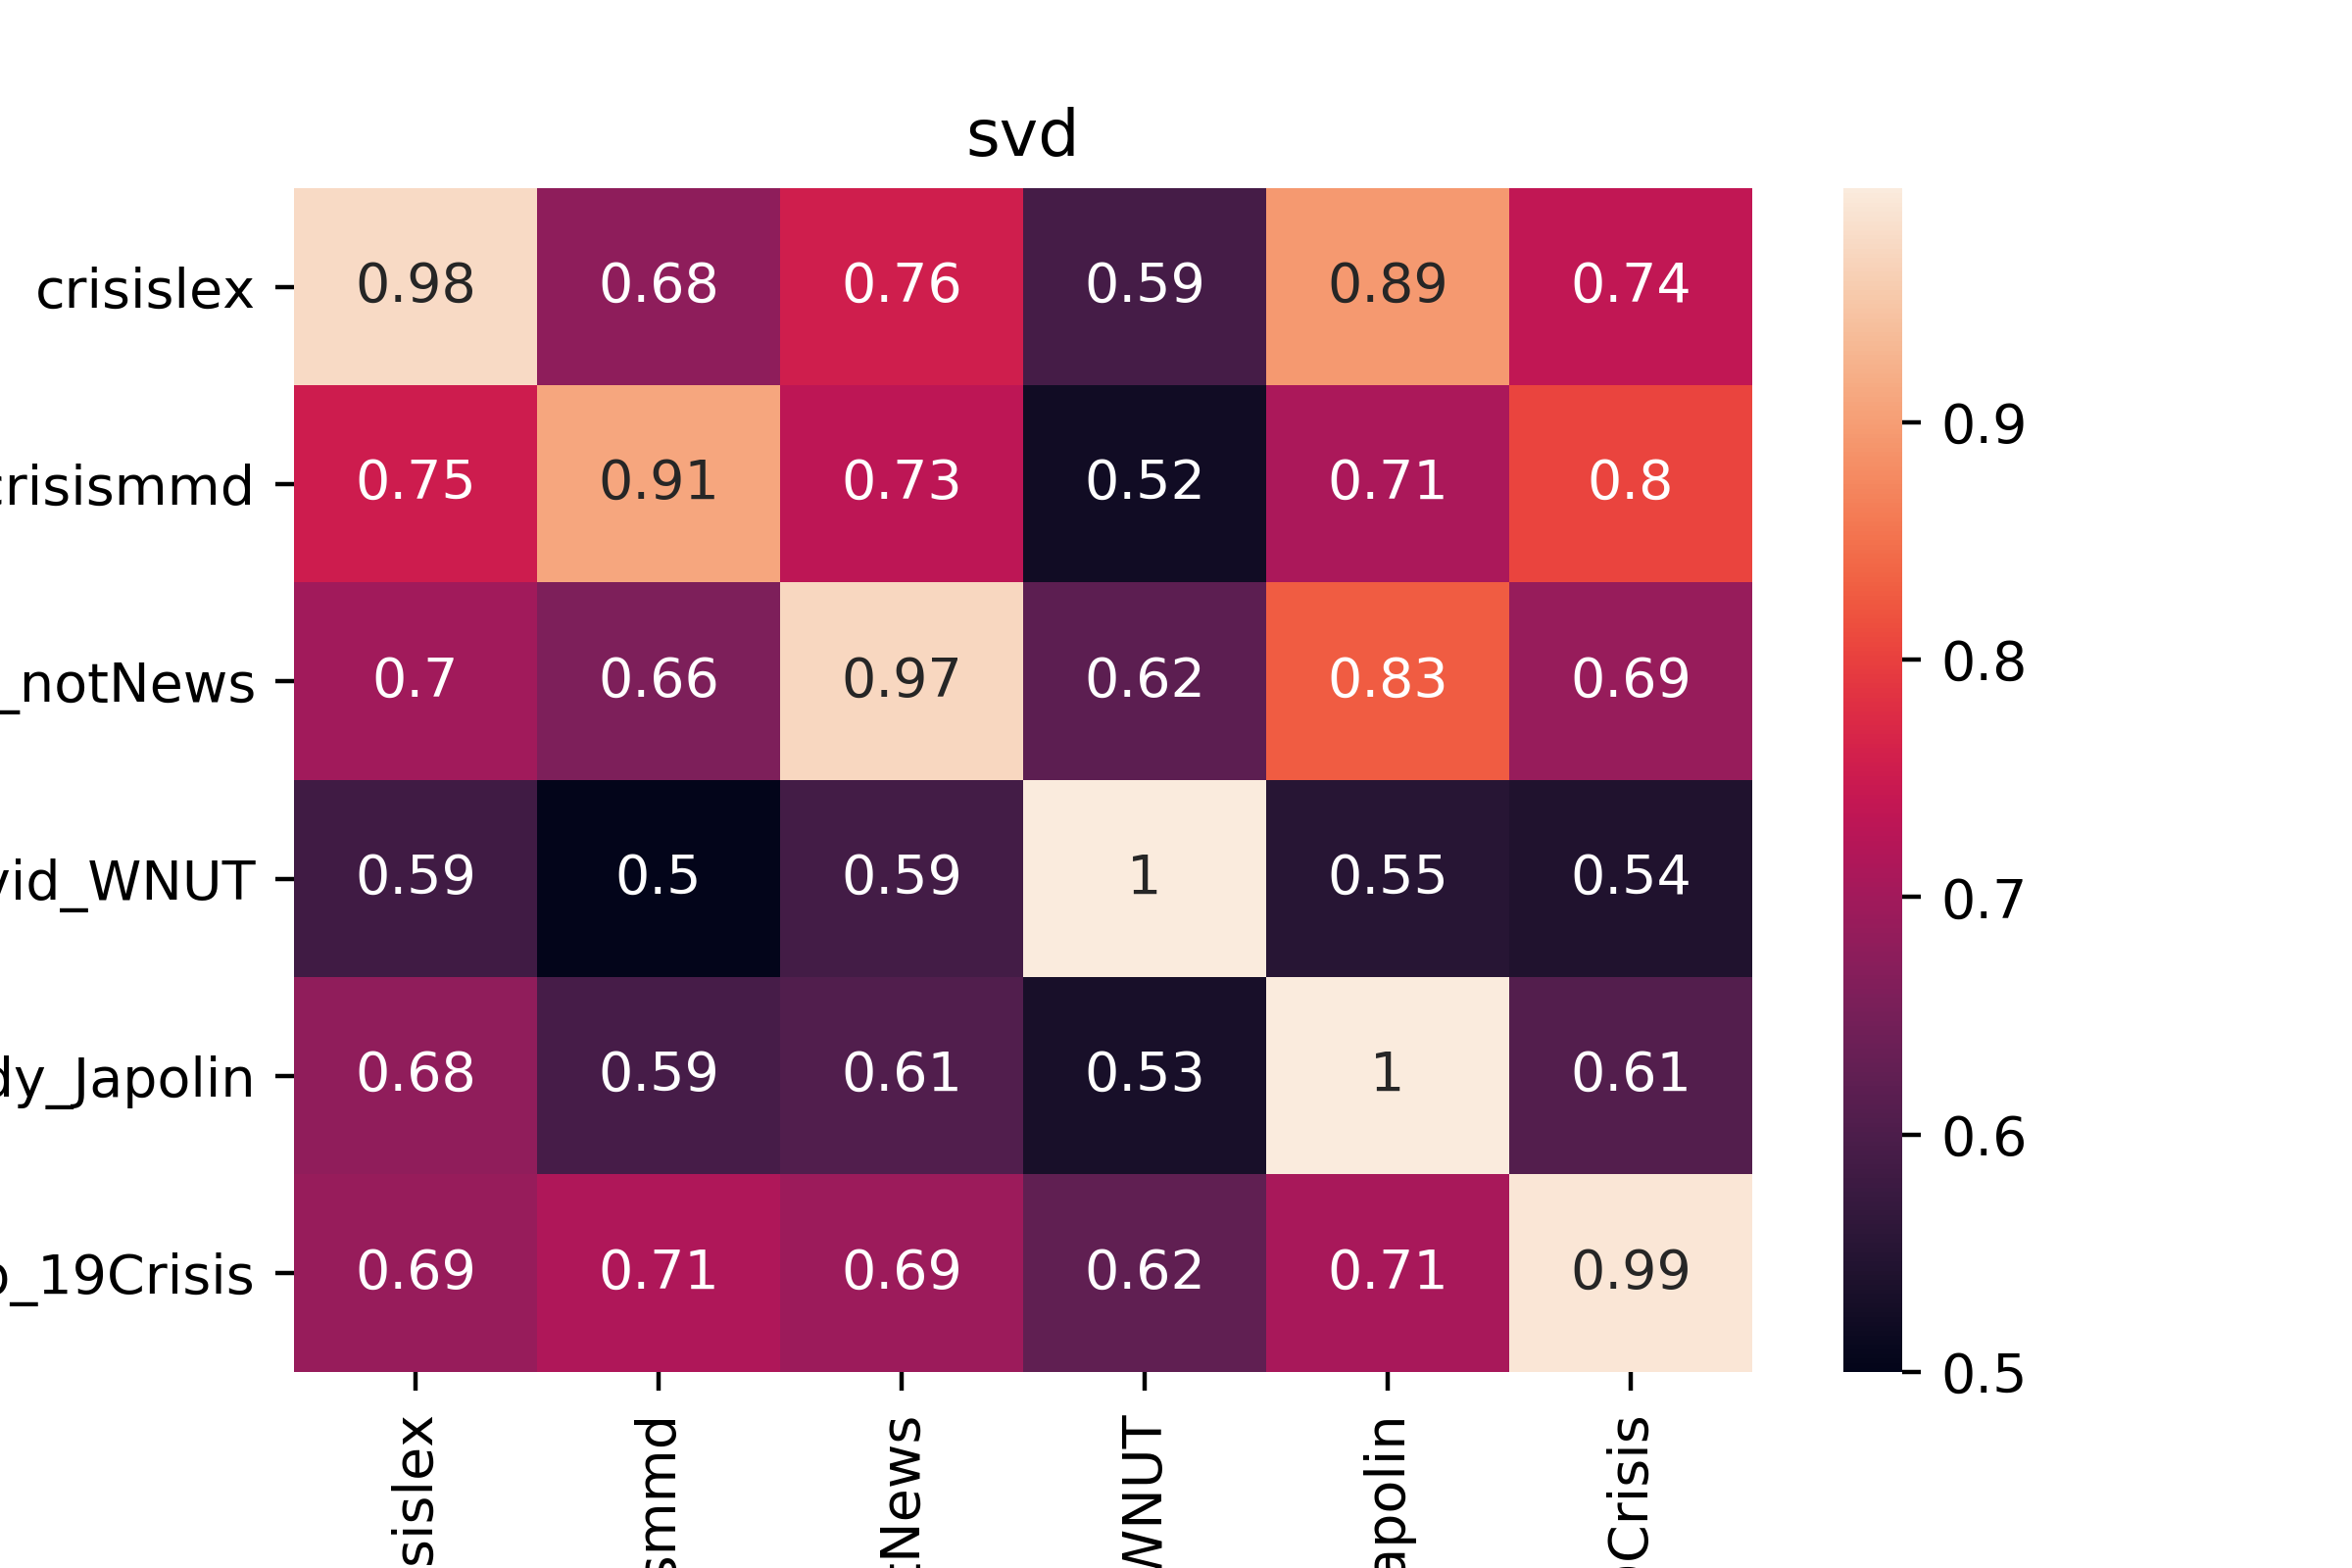 svd
crisislex 0.98 0.68 0.76 0.59 0.89 0.74
crisismmd 0.75 0.91 0.73 0.52 0.71 0.8
_notNews 0.7 0.66 0.97 0.62 0.83 0.69
vid_WNUT 0.59 0.5 0.59 1 0.55 0.54
dy_Japolin 0.68 0.59 0.61 0.53 1 0.61
_19Crisis 0.69 0.71 0.69 0.62 0.71 0.99
sislex
smmd
News
WNUT
apolin
Crisis
0.9
0.8
0.7
0.6
0.5